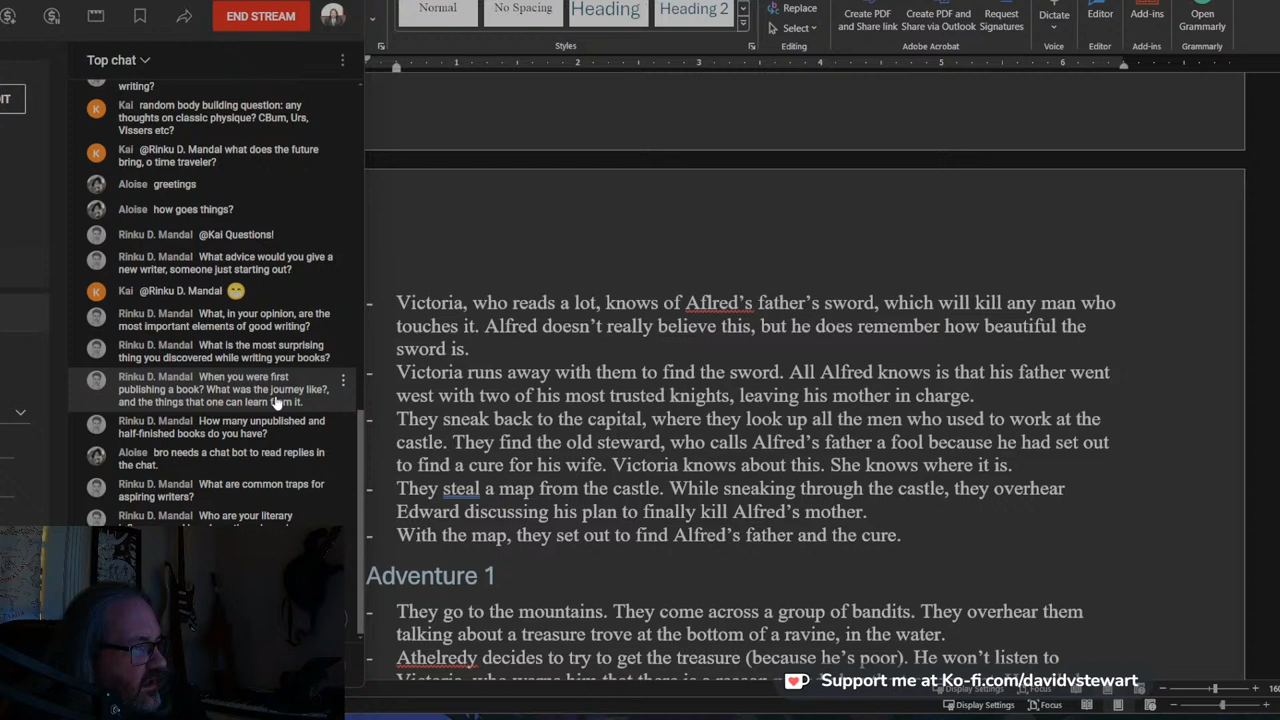 END STREAM
Top chat
IT
writing?
Kai random body building question: any
thoughts on classic physique? CBum, Urs,
Vissers etc?
Kai @Rinku D. Mandal what does the future
bring, o time traveler?
Aloise greetings
Aloise how goes things?
Rinku D. Mandal @Kai Questions!
Rinku D. Mandal What advice would you give a
new writer, someone just starting out?
Kai @Rinku D. Mandal 😁
Rinku D. Mandal What, in your opinion, are the
most important elements of good writing?
Rinku D. Mandal What is the most surprising
thing you discovered while writing your books?
Rinku D. Mandal When you were first
publishing a book? What was the journey like?,
and the things that one can learn it.
Rinku D. Mandal How many unpublished and
half-finished books do you have?
Aloise bro needs a chat bot to read replies in
the chat.
Rinku D. Mandal What are common traps for
aspiring writers?
Rinku D. Mandal Who are your literary
Normal
No Spacing
Heading
Heading 2
Styles
Replace
Select
Editing
Create PDF
and Share link
Create PDF and
Share via Outlook
Request
Signatures
Adobe Acrobat
Dictate
Voice
Editor
Editor
Add-ins
Add-ins
Open
Grammarly
Grammarly
1 2 3 4 5 6
- Victoria, who reads a lot, knows of Aflred’s father’s sword, which will kill any man who
touches it. Alfred doesn’t really believe this, but he does remember how beautiful the
sword is.
- Victoria runs away with them to find the sword. All Alfred knows is that his father went
west with two of his most trusted knights, leaving his mother in charge.
- They sneak back to the capital, where they look up all the men who used to work at the
castle. They find the old steward, who calls Alfred’s father a fool because he had set out
to find a cure for his wife. Victoria knows about this. She knows where it is.
- They steal a map from the castle. While sneaking through the castle, they overhear
Edward discussing his plan to finally kill Alfred’s mother.
- With the map, they set out to find Alfred’s father and the cure.
Adventure 1
- They go to the mountains. They come across a group of bandits. They overhear them
talking about a treasure trove at the bottom of a ravine, in the water.
- Athelredy decides to try to get the treasure (because he’s poor). He won’t listen to
Victoria, who warns him that there is a reason
Support me at Ko-fi.com/davidvstewart
Display Settings
Focus
160
Display Settings
Focus